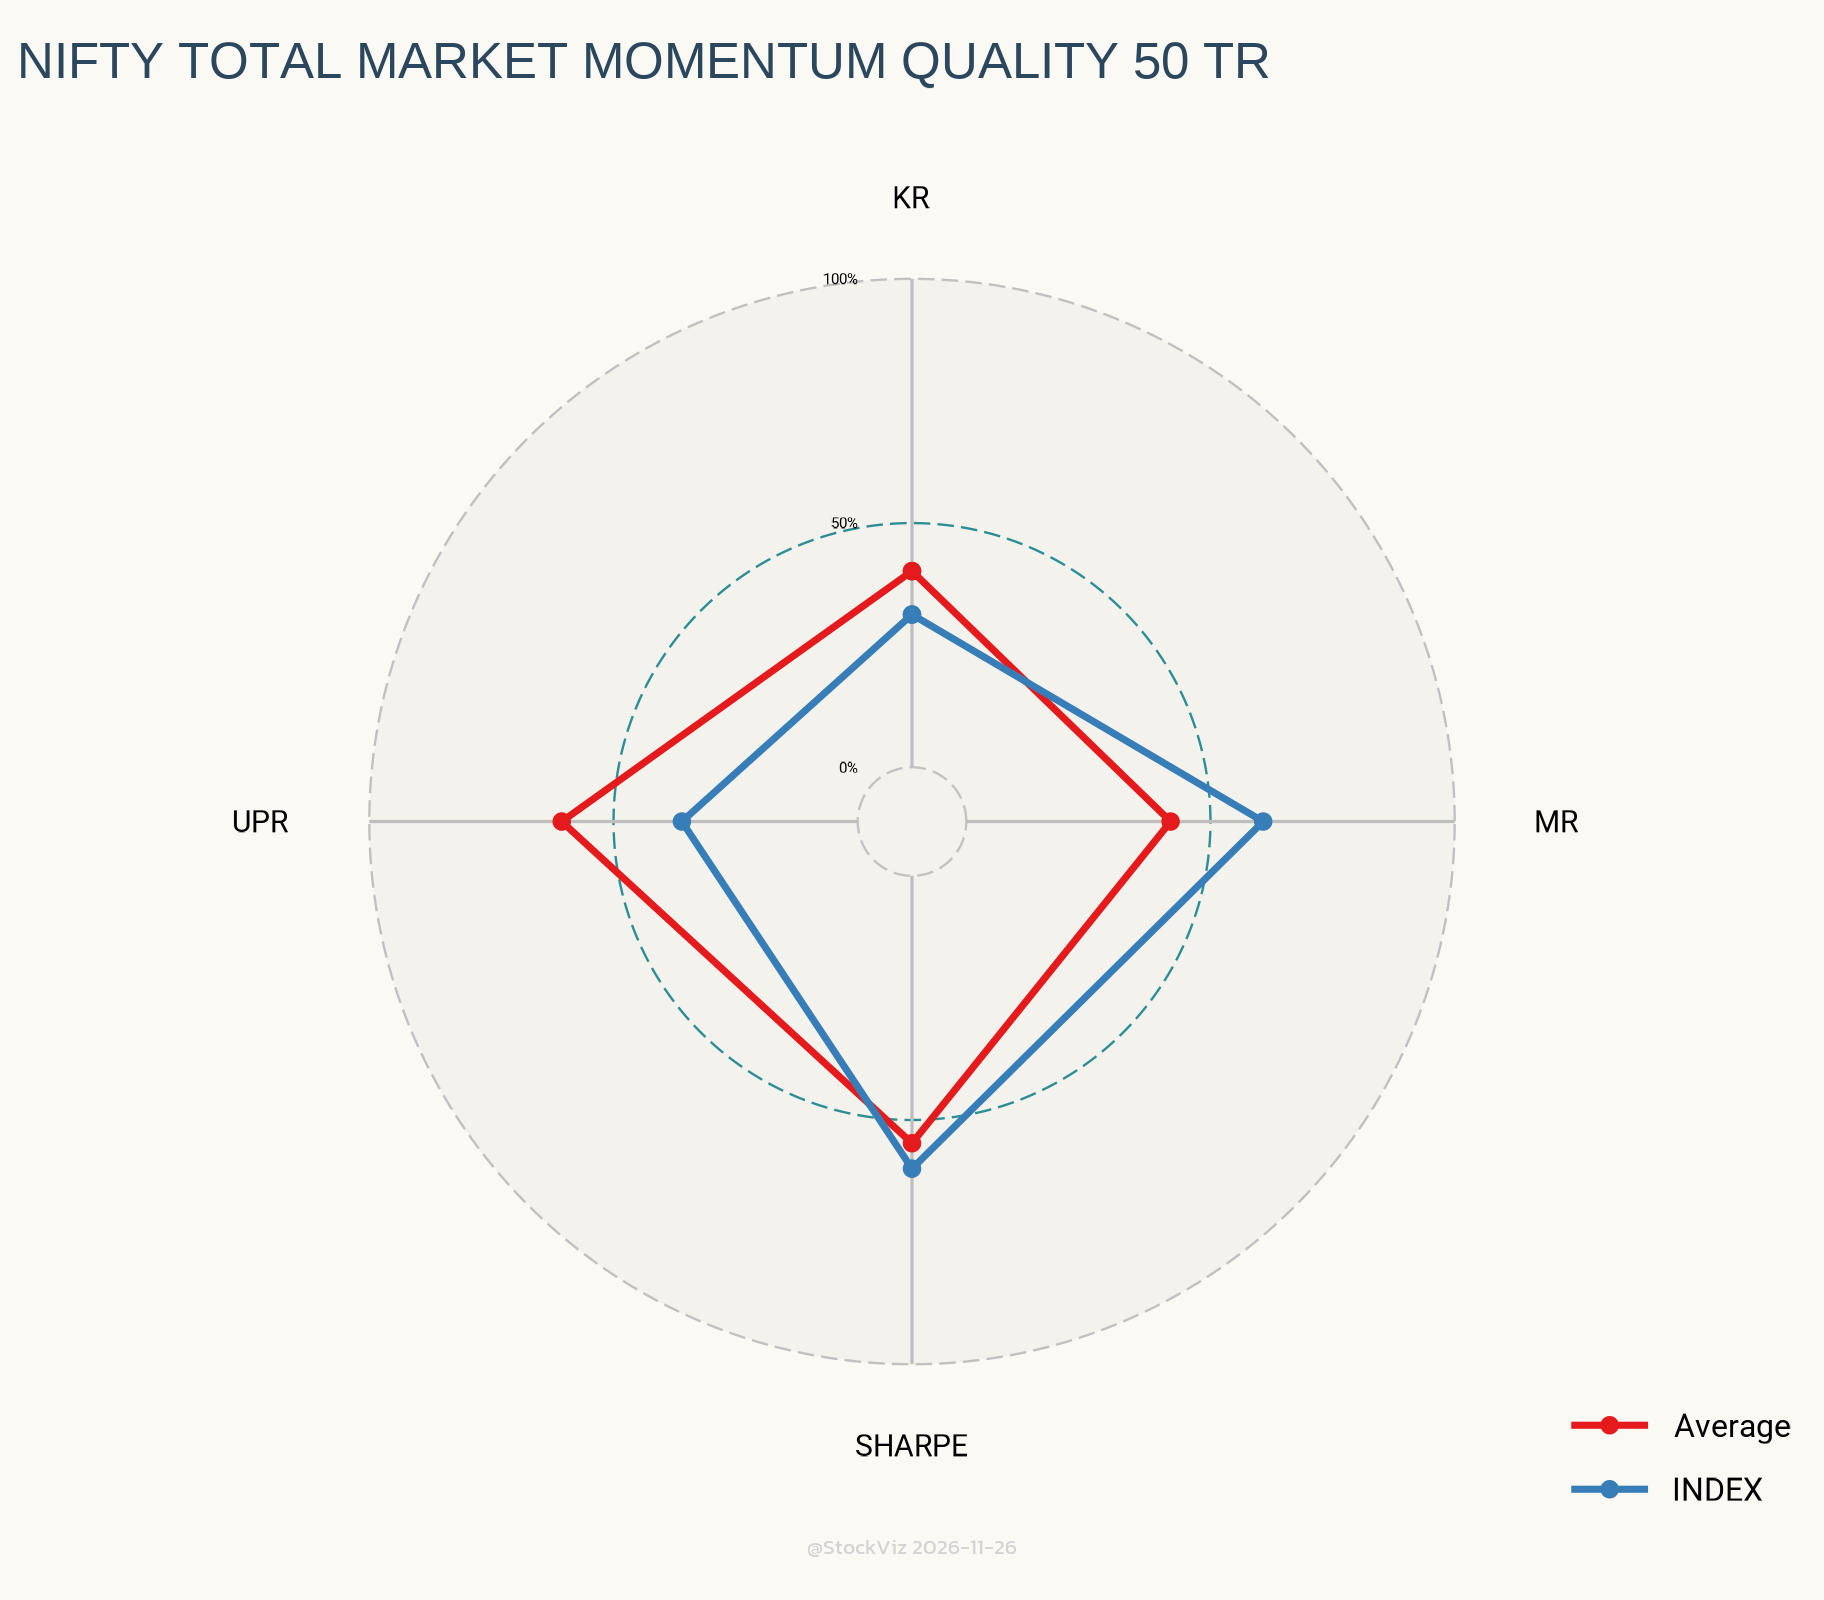 NIFTY TOTAL MARKET MOMENTUM QUALITY 50 TR
KR
100%
50%
0%
UPR
MR
SHARPE
Average
INDEX
@StockViz 2026-11-26